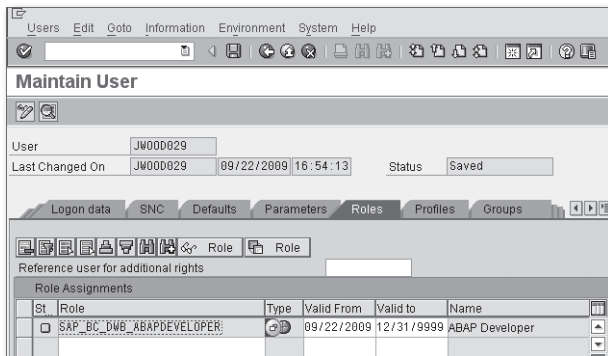 Users Edit Goto Information Environment System Help
Maintain User
User JWOOD029
Last Changed On JWOOD029 09/22/2009 16:54:13 Status Saved
Logon data SNC Defaults Parameters Roles Profiles Groups
Role Role
Reference user for additional rights
Role Assignments
St... Role Type Valid From Valid to Name
SAP_BC_DWB_ABAPDEVELOPER 09/22/2009 12/31/9999 ABAP Developer